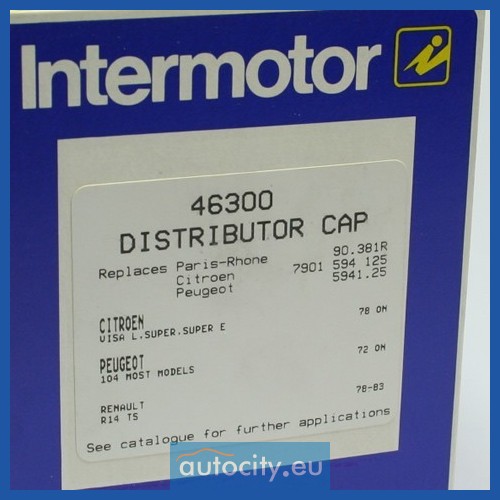 Intermotor
46300
DISTRIBUTOR CAP
Replaces Paris-Rhone 90.381R
Citroen 7901 594 125
Peugeot 5941.25
CITROEN
VISA L.SUPER.SUPER E 78 ON
PEUGEOT
104 MOST MODELS 72 ON
RENAULT
R14 TS 78-83
See catalogue for further applications
autocity.eu